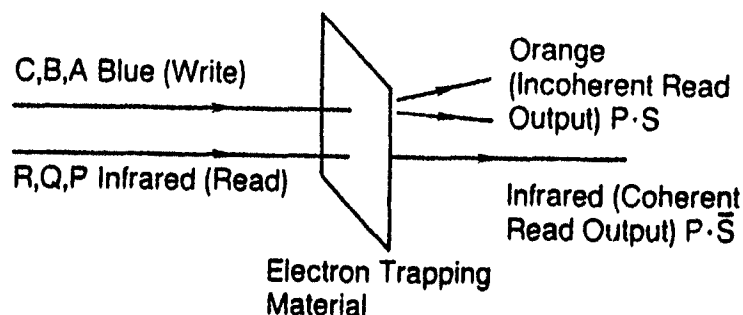 C,B,A Blue (Write)
R,Q,P Infrared (Read)
Orange
(Incoherent Read
Output) P·S
Infrared (Coherent
Read Output) P·S̄
Electron Trapping
Material